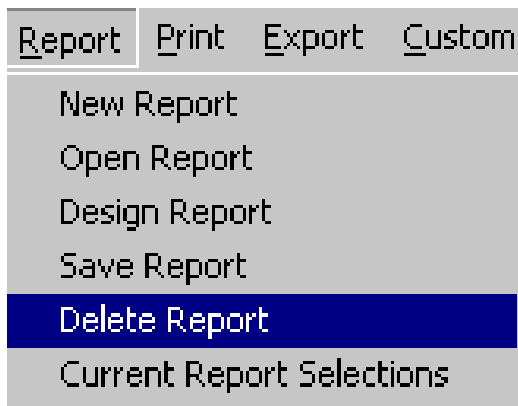 Report Print Export Custom
New Report
Open Report
Design Report
Save Report
Delete Report
Current Report Selections